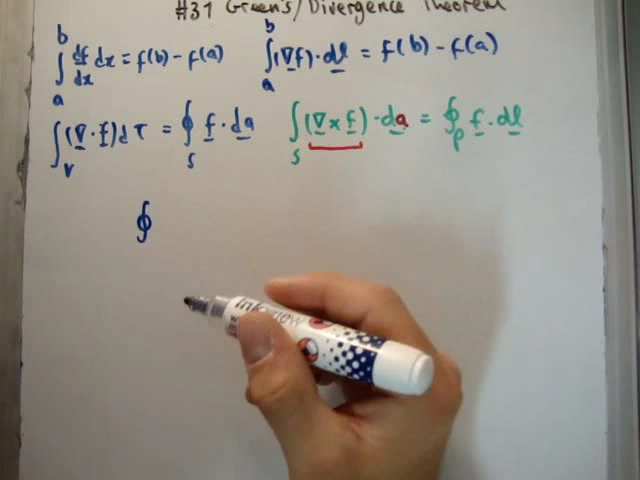 #31 Green's/Divergence Theorem
∫ₐᵇ df/dx dx = f(b) - f(a)   ∫ₐᵇ (∇f) · dl = f(b) - f(a)
∫ᵥ (∇ · f) dτ = ∮ₛ f · da   ∫ₛ (∇ × f) · da = ∮ₚ f · dl
∮